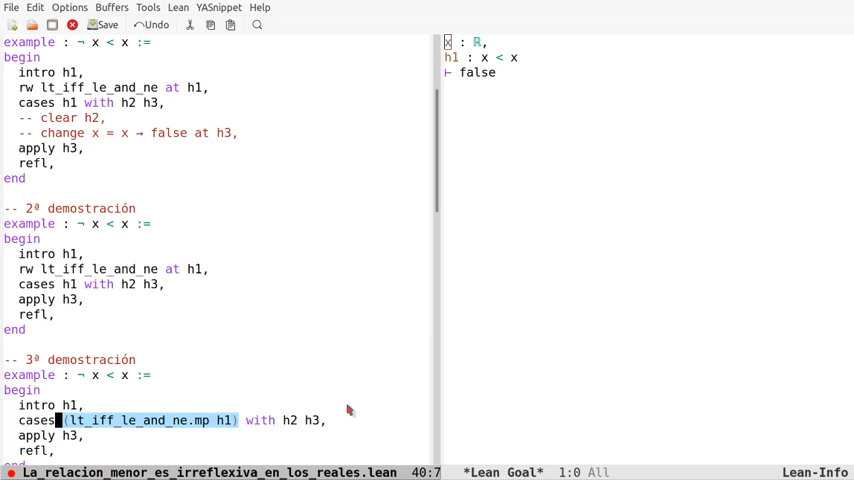 File Edit Options Buffers Tools Lean YASnippet Help
Save Undo
example : ¬ x < x :=
begin
  intro h1,
  rw lt_iff_le_and_ne at h1,
  cases h1 with h2 h3,
  -- clear h2,
  -- change x = x → false at h3,
  apply h3,
  refl,
end
-- 2ª demostración
example : ¬ x < x :=
begin
  intro h1,
  rw lt_iff_le_and_ne at h1,
  cases h1 with h2 h3,
  apply h3,
  refl,
end
-- 3ª demostración
example : ¬ x < x :=
begin
  intro h1,
  cases (lt_iff_le_and_ne.mp h1) with h2 h3,
  apply h3,
  refl,
end
La_relacion_menor_es_irreflexiva_en_los_reales.lean 40:7
x : ℝ,
h1 : x < x
⊢ false
*Lean Goal* 1:0 All Lean-Info